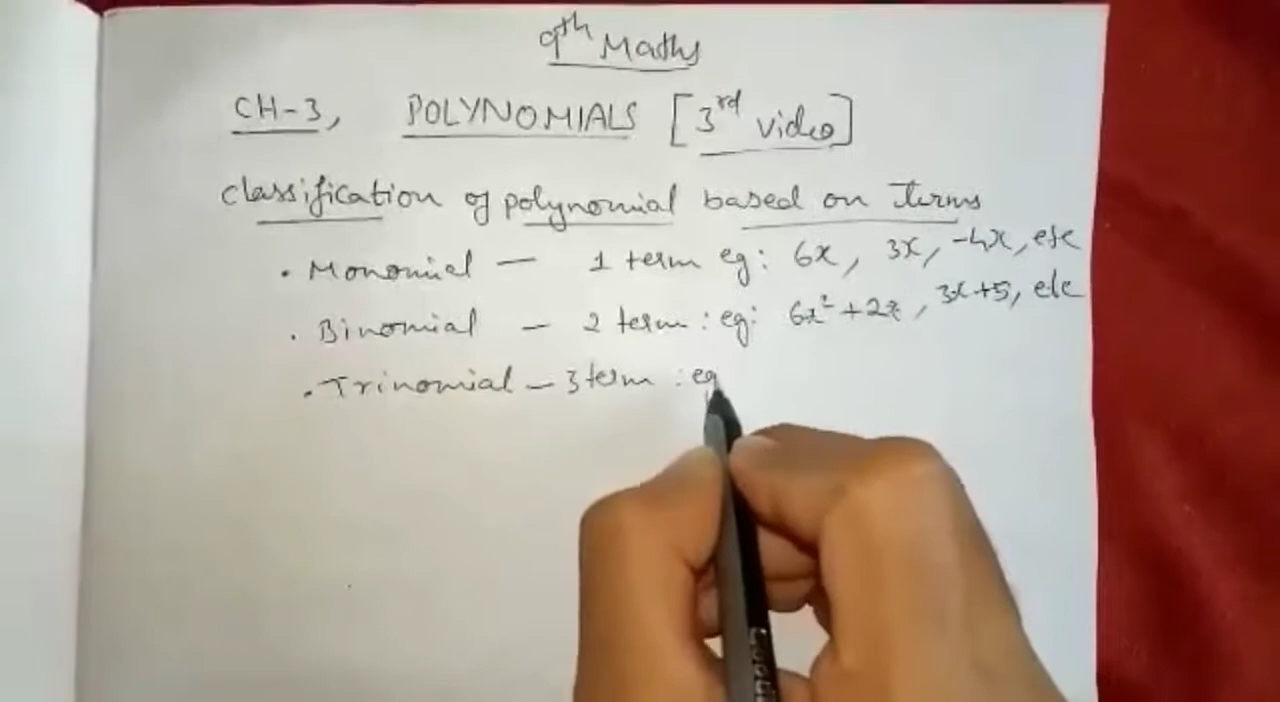 9th Maths
CH-3, POLYNOMIALS [3rd video]
classification of polynomial based on Terms
• Monomial — 1 term eg: 6x, 3x, -4x, etc
• Binomial — 2 term : eg: 6x² + 2x, 3x+5, etc
• Trinomial — 3 term : eg